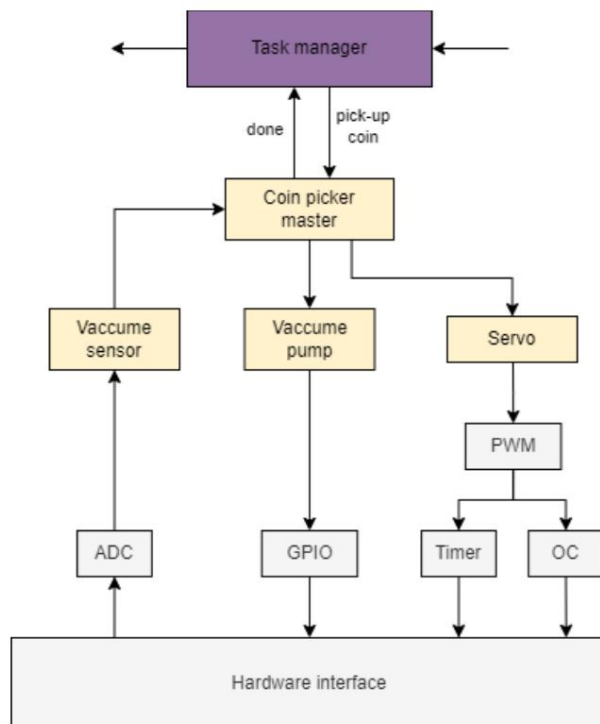 Task manager
done
pick-up
coin
Coin picker
master
Vaccume
sensor
Vaccume
pump
Servo
PWM
ADC
GPIO
Timer
OC
Hardware interface